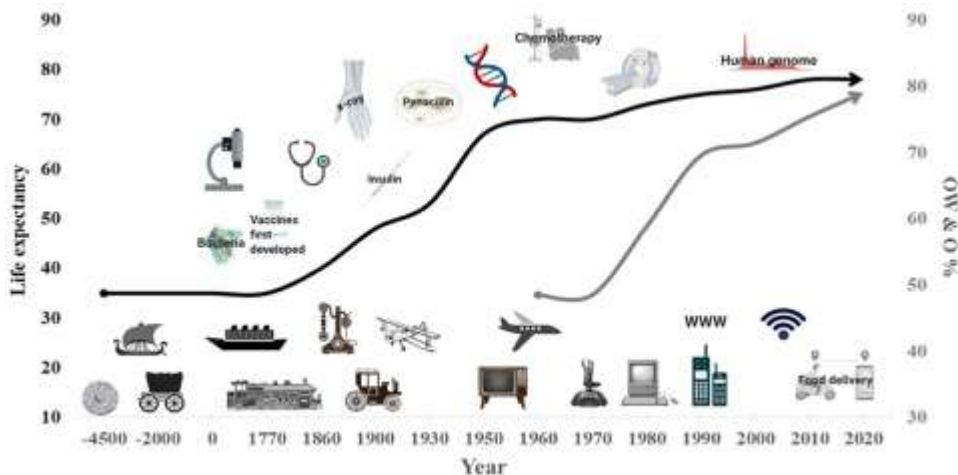 90
80
70
60
50
40
30
20
10
Life expectancy
90
80
70
60
50
40
30
OW & O %
Chemotherapy
Human genome
X-ray
Penicillin
Insulin
Bacteria
Vaccines
first
developed
WWW
Food delivery
-4500 -2000 0 1770 1860 1900 1930 1950 1960 1970 1980 1990 2000 2010 2020
Year